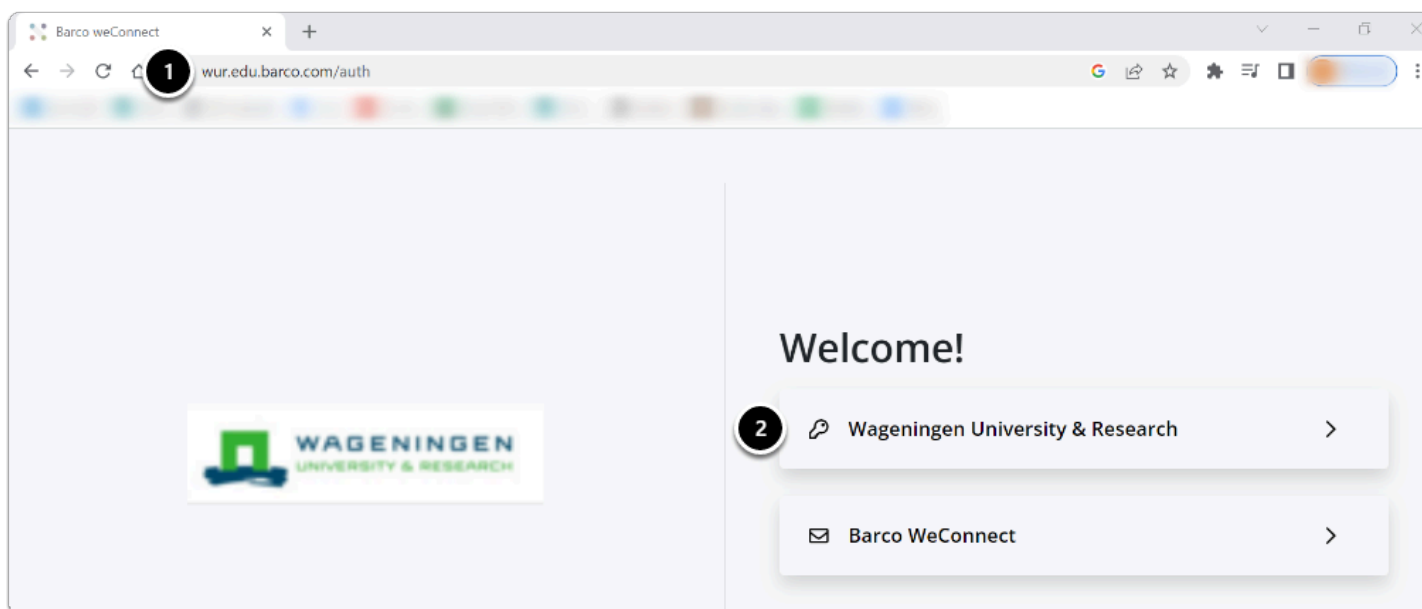 Barco weConnect
1
wur.edu.barco.com/auth
Welcome!
2
Wageningen University & Research
WAGENINGEN
UNIVERSITY & RESEARCH
Barco WeConnect